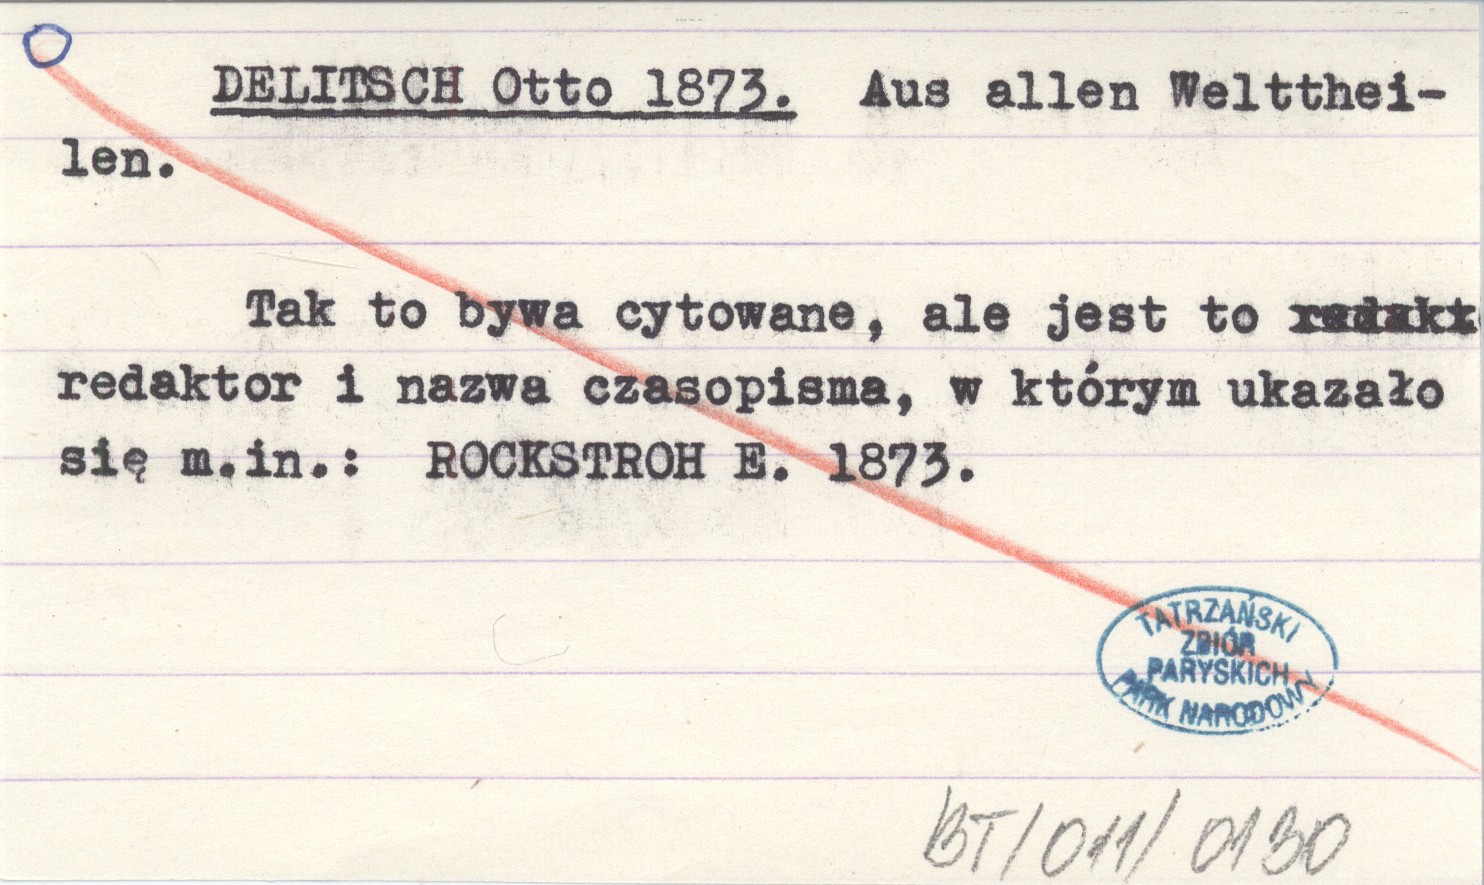 DELITSCH Otto 1873. Aus allen Weltthei-
len.
Tak to bywa cytowane, ale jest to
redaktor i nazwa czasopisma, w którym ukazało
się m.in.: ROCKSTROH E. 1873.
TATRZAŃSKI
ZBIÓR
PARYSKICH
PARK NARODOWY
BT/011/0130